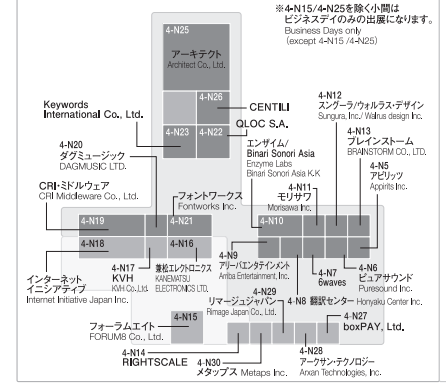 ※4-N15/4-N25を除く小間は
ビジネスデイのみの出展になります。
Business Days only
(except 4-N15 /4-N25)
4-N25
アーキテクト
Architect Co., Ltd.
4-N26
CENTILI
Keywords
International Co., Ltd.
4-N23
4-N22
QLOC S.A.
4-N20
ダグミュージック
DAGMUSIC LTD.
エンザイム/
Binari Sonori Asia
Enzyme Labs
Binari Sonori Asia K.K
4-N12
スングーラ/ウォルラス・デザイン
Sungura, Inc./ Walrus design Inc.
4-N13
ブレインストーム
BRAINSTORM CO., LTD.
4-N5
アピリッツ
Appirits Inc.
4-N11
モリサワ
Morisawa Inc.
CRI・ミドルウェア
CRI Middleware Co., Ltd.
フォントワークス
Fontworks Inc.
4-N19
4-N21
4-N10
4-N18
4-N16
インターネット
イニシアティブ
Internet Initiative Japan Inc.
4-N17
KVH
KVH Co.,Ltd.
兼松エレクトロニクス
KANEMATSU
ELECTRONICS LTD.
4-N9
アリーバエンタテインメント
Arriba Entertainment, Inc.
4-N7
6waves
4-N6
ピュアサウンド
Puresound Inc.
4-N29
リマージュジャパン
Rimage Japan Co., Ltd.
4-N8 翻訳センター Honyaku Center Inc.
4-N15
フォーラムエイト
FORUM8 Co., Ltd.
4-N27
boxPAY, Ltd.
4-N14
RIGHTSCALE
4-N30
メタップス Metaps Inc.
4-N28
アークサン・テクノロジー
Arxan Technologies, Inc.